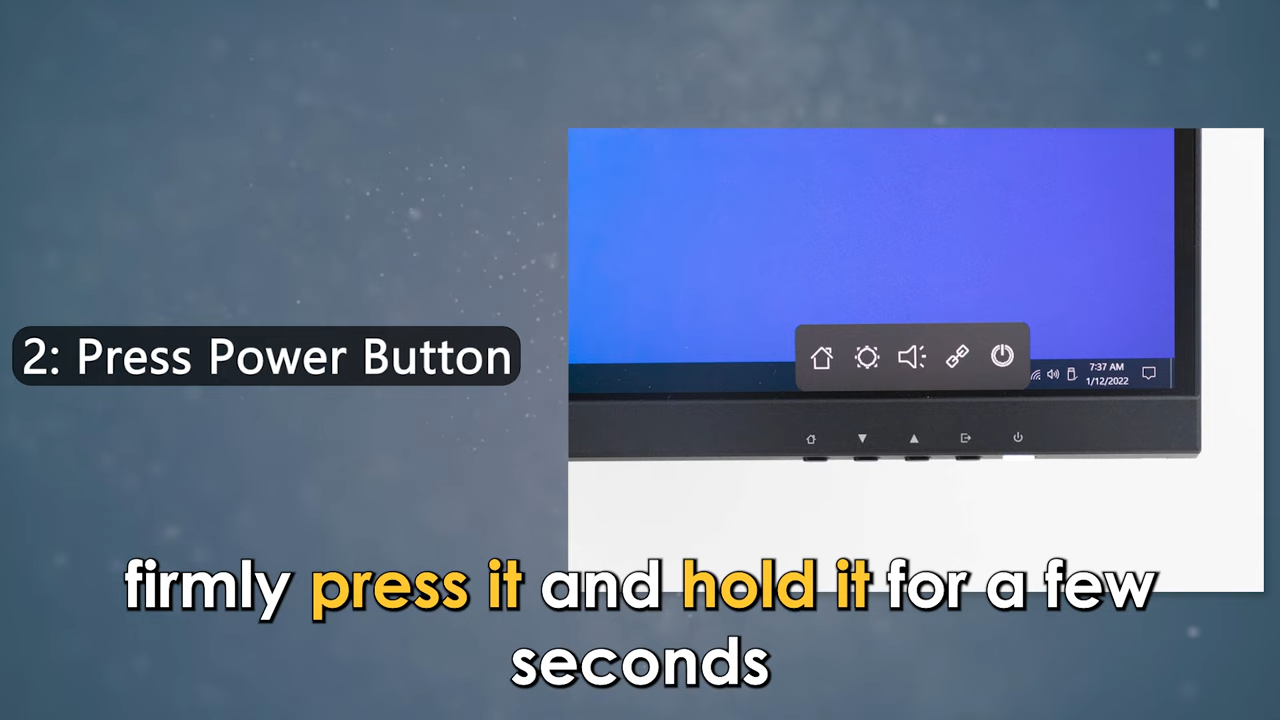 2: Press Power Button
7:37 AM
1/12/2022
firmly press it and hold it for a few
seconds